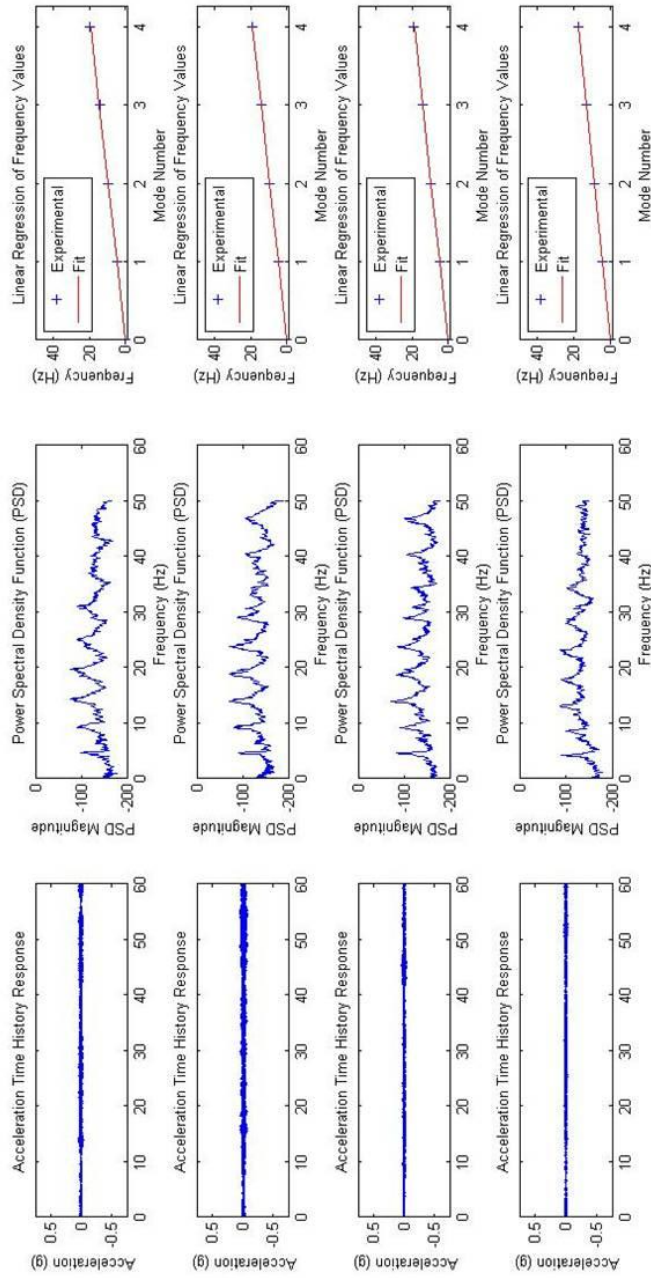 Acceleration Time History Response
Acceleration (g)
0.5
0
-0.5
0 10 20 30 40 50 60
Power Spectral Density Function (PSD)
PSD Magnitude
0
-100
-200
0 10 20 30 40 50 60
Frequency (Hz)
Linear Regression of Frequency Values
Frequency (Hz)
40
20
0
Experimental
Fit
0 1 2 3 4
Mode Number
Acceleration Time History Response
Acceleration (g)
0.5
0
-0.5
0 10 20 30 40 50 60
Power Spectral Density Function (PSD)
PSD Magnitude
0
-100
-200
0 10 20 30 40 50 60
Frequency (Hz)
Linear Regression of Frequency Values
Frequency (Hz)
40
20
0
Experimental
Fit
0 1 2 3 4
Mode Number
Acceleration Time History Response
Acceleration (g)
0.5
0
-0.5
0 10 20 30 40 50 60
Power Spectral Density Function (PSD)
PSD Magnitude
0
-100
-200
0 10 20 30 40 50 60
Frequency (Hz)
Linear Regression of Frequency Values
Frequency (Hz)
40
20
0
Experimental
Fit
0 1 2 3 4
Mode Number
Acceleration Time History Response
Acceleration (g)
0.5
0
-0.5
0 10 20 30 40 50 60
Power Spectral Density Function (PSD)
PSD Magnitude
0
-100
-200
0 10 20 30 40 50 60
Frequency (Hz)
Linear Regression of Frequency Values
Frequency (Hz)
40
20
0
Experimental
Fit
0 1 2 3 4
Mode Number